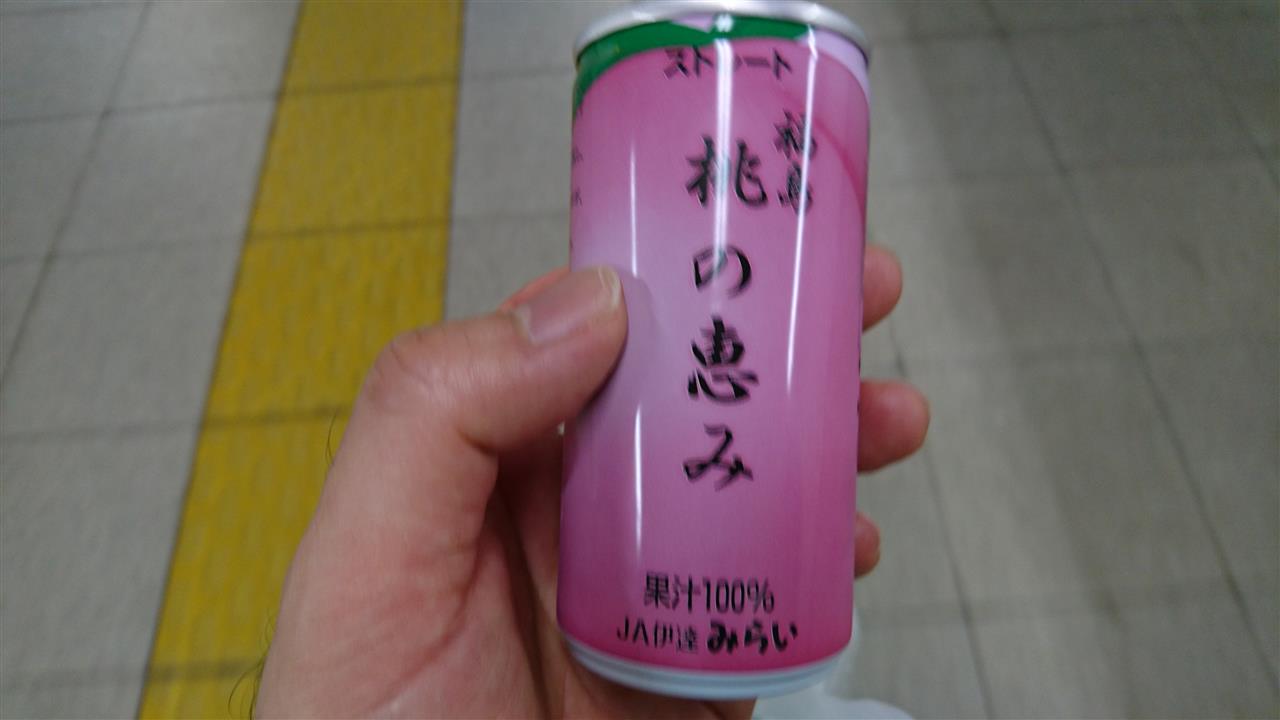 ストレート
福島
桃の恵み
果汁100%
JA伊達みらい